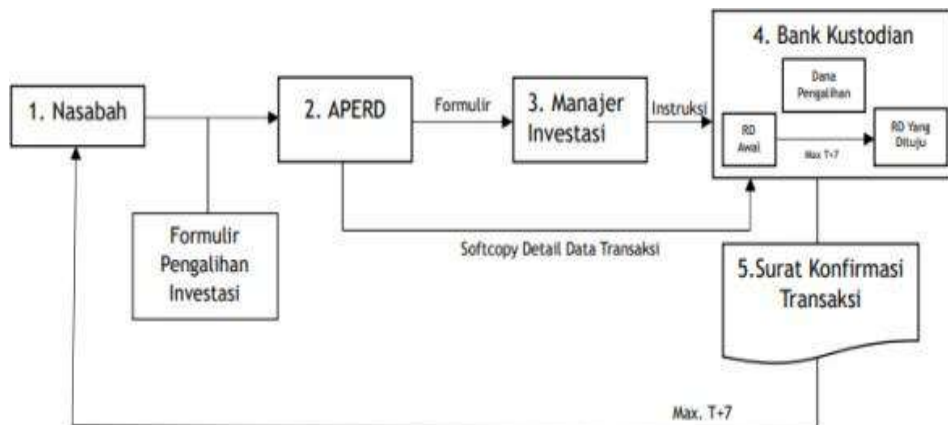 1. Nasabah
Formulir
Pengalihan
Investasi
2. APERD
Formulir
3. Manajer
Investasi
Instruksi
4. Bank Kustodian
Dana
Pengalihan
RD
Awal
Max T+7
RD Yang
Dituju
Softcopy Detail Data Transaksi
5.Surat Konfirmasi
Transaksi
Max. T+7